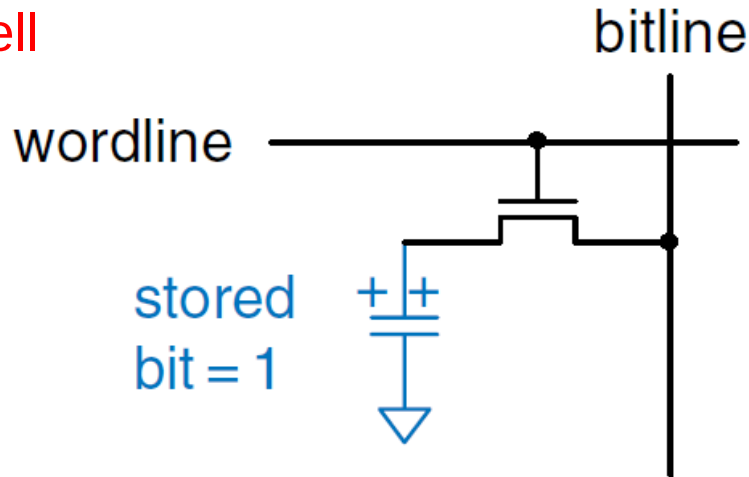 ell
bitline
wordline
stored
bit = 1
+ +